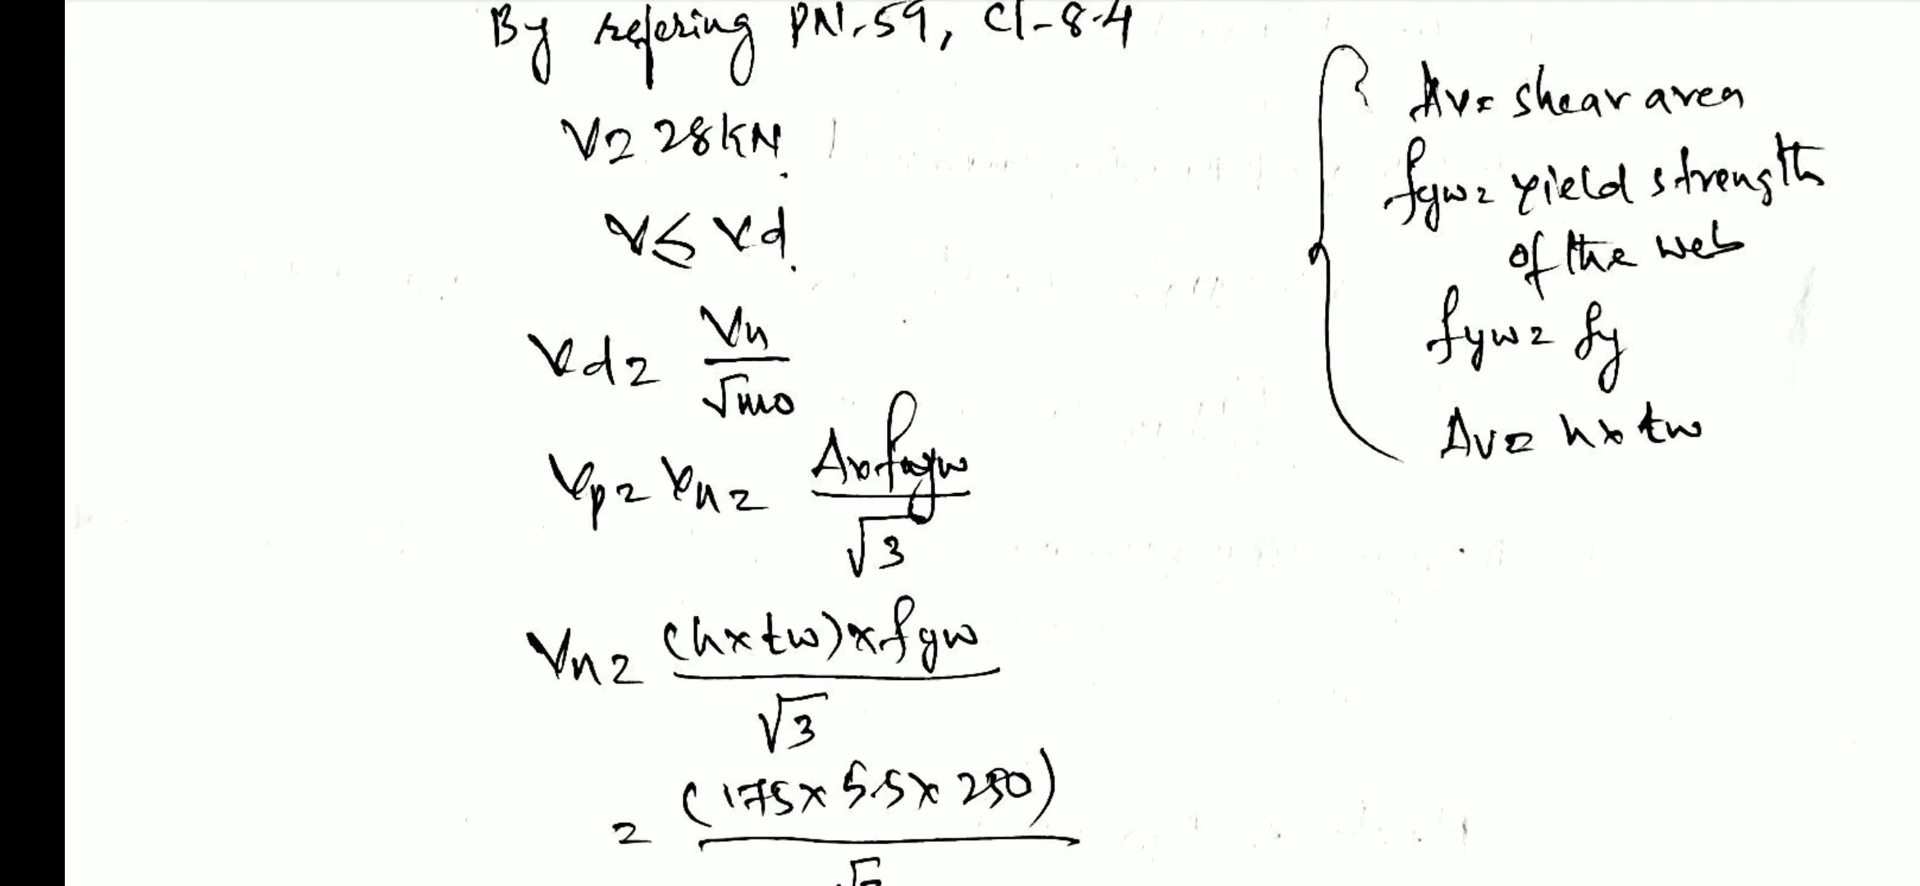 By refering PN.59, Cl-8.4
V= 28kN
V≤ Vd
Vd= Vn
√mo
Vp= Vn= Av fyw
√3
Vn= (h×tw)×fyw
√3
= (175×5.5×250)
Av= shear area
fyw= yield strength
of the web
fyw= fy
Av= h×tw